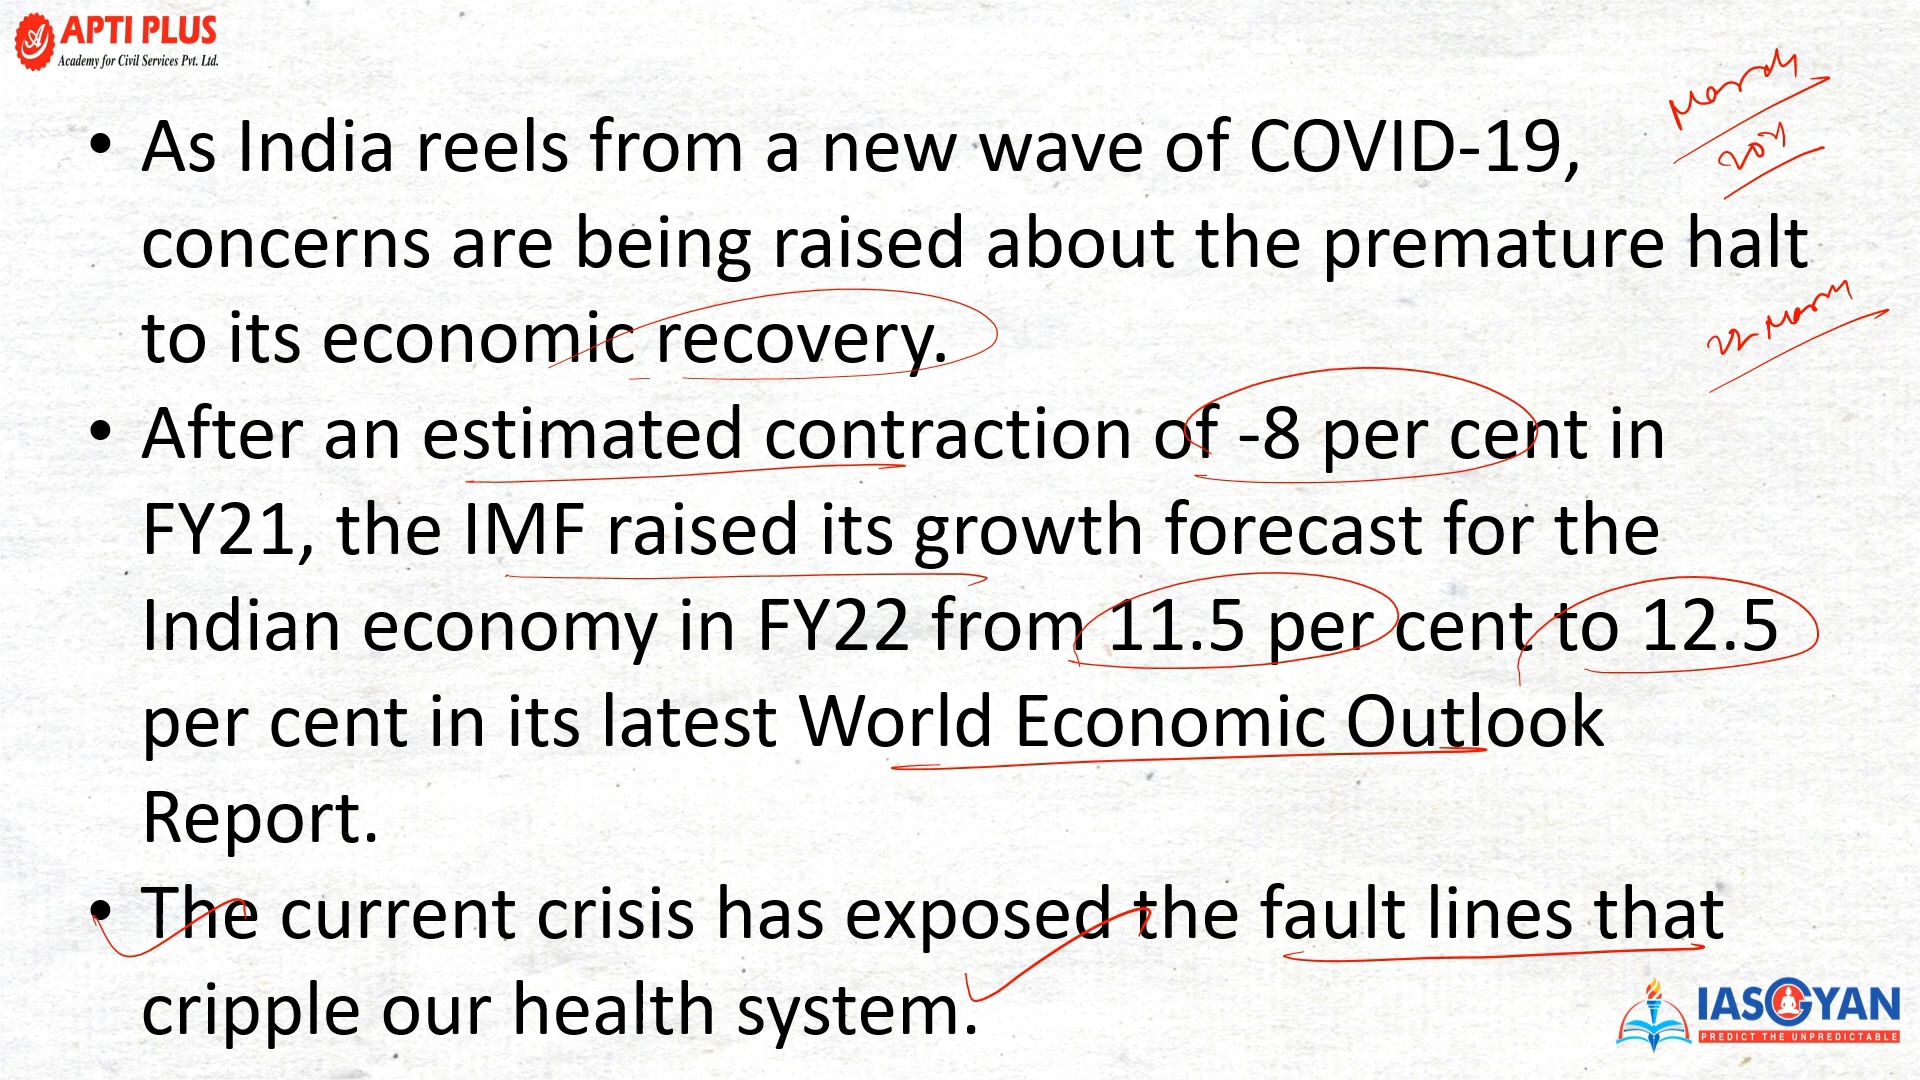 APTI PLUS
Academy for Civil Services Pvt. Ltd.
• As India reels from a new wave of COVID-19,
concerns are being raised about the premature halt
to its economic recovery.
• After an estimated contraction of -8 per cent in
FY21, the IMF raised its growth forecast for the
Indian economy in FY22 from 11.5 per cent to 12.5
per cent in its latest World Economic Outlook
Report.
• The current crisis has exposed the fault lines that
cripple our health system.
March
22 March
IASGYAN
PREDICT THE UNPREDICTABLE